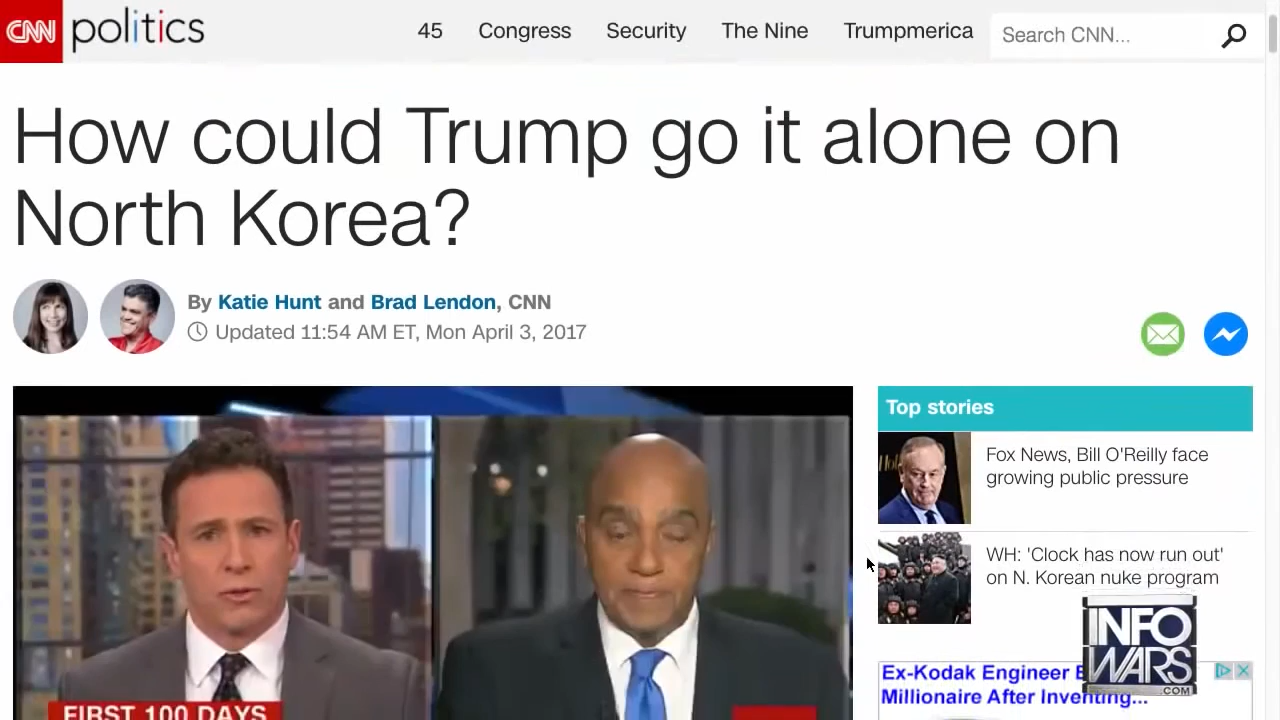 CNN politics
45 Congress Security The Nine Trumpmerica Search CNN...
How could Trump go it alone on
North Korea?
By Katie Hunt and Brad Lendon, CNN
Updated 11:54 AM ET, Mon April 3, 2017
Top stories
Fox News, Bill O'Reilly face
growing public pressure
WH: 'Clock has now run out'
on N. Korean nuke program
FIRST 100 DAYS
INFO
WARS
.COM
Ex-Kodak Engineer
Millionaire After Inventing...